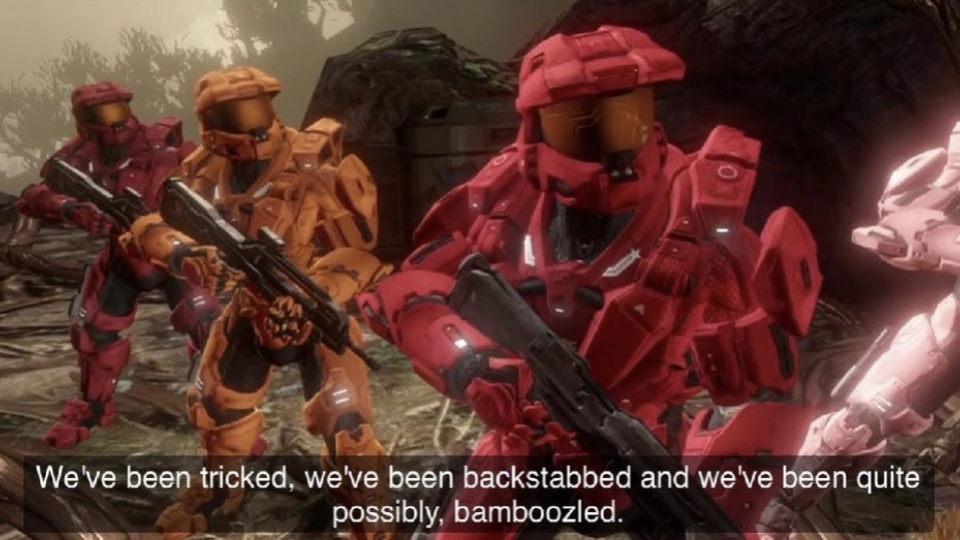 We've been tricked, we've been backstabbed and we've been quite
possibly, bamboozled.